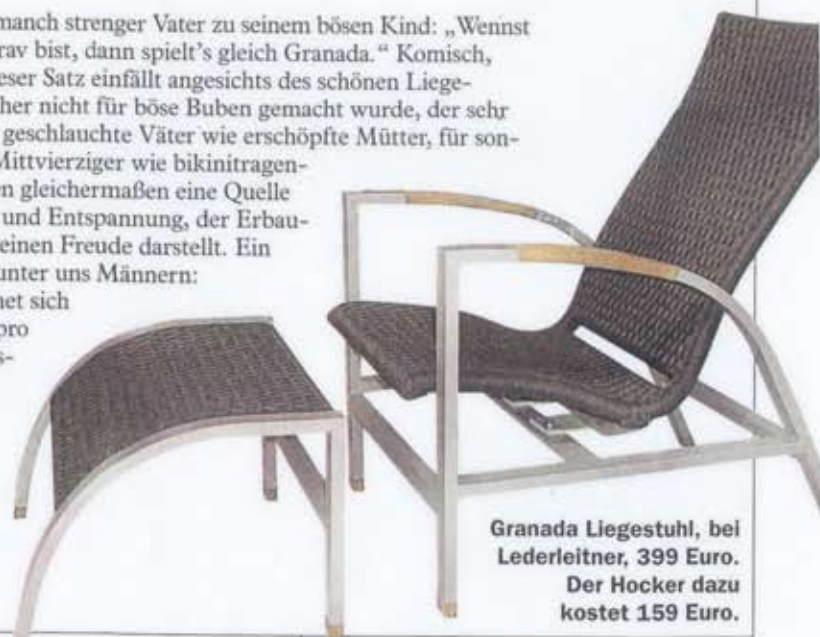 manch strenger Vater zu seinem bösen Kind: „Wennst
rav bist, dann spielt's gleich Granada.“ Komisch,
eser Satz einfällt angesichts des schönen Liege-
her nicht für böse Buben gemacht wurde, der sehr
geschlauchte Väter wie erschöpfte Mütter, für son-
Mittvierziger wie bikinitragen-
en gleichermaßen eine Quelle
und Entspannung, der Erbau-
einen Freude darstellt. Ein
unter uns Männern:
net sich
pro
s-
Granada Liegestuhl, bei
Lederleitner, 399 Euro.
Der Hocker dazu
kostet 159 Euro.